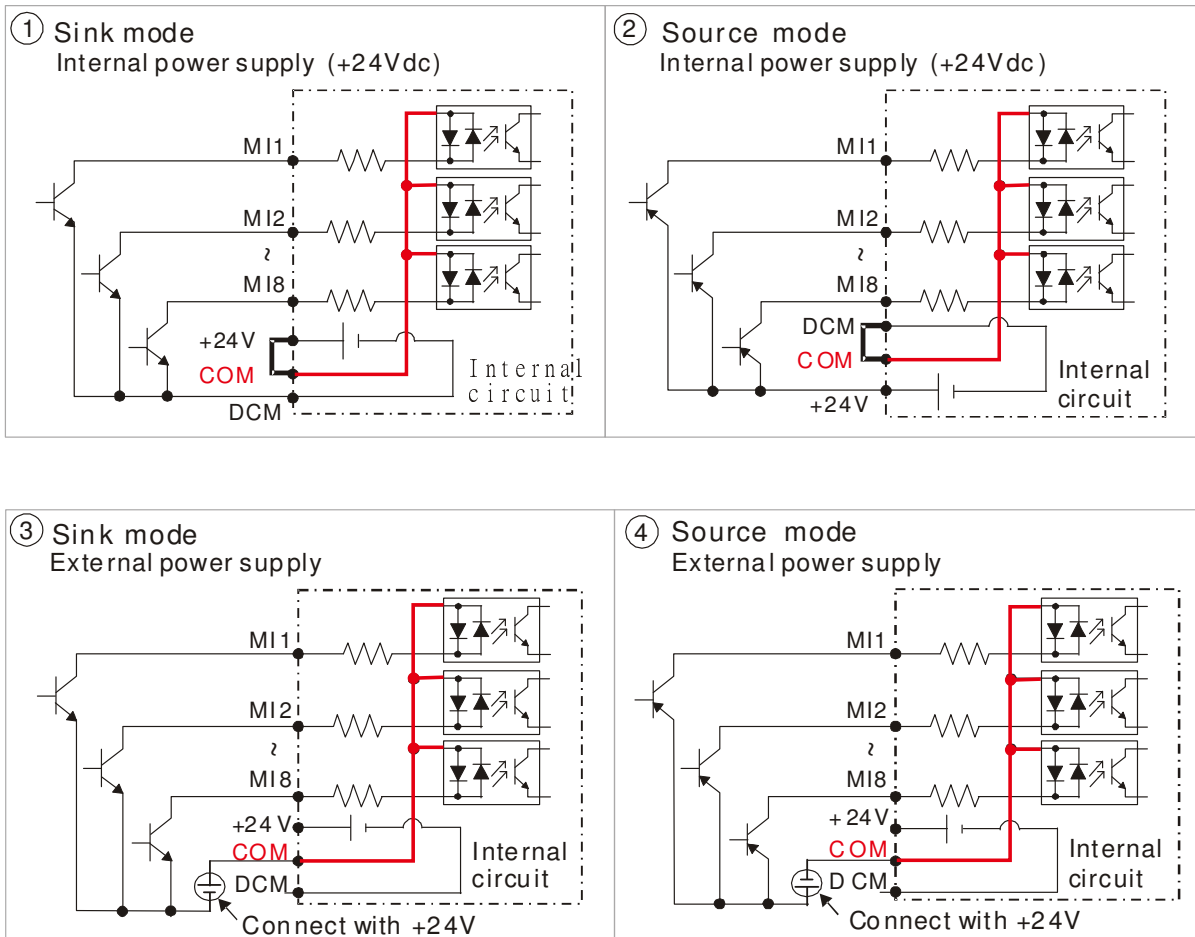 1 Sink mode
Internal power supply (+24Vdc)
MI1
MI2
~
MI8
+24V
COM
DCM
Internal
circuit
2 Source mode
Internal power supply (+24Vdc)
MI1
MI2
~
MI8
DCM
COM
+24V
Internal
circuit
3 Sink mode
External power supply
MI1
MI2
~
MI8
+24V
COM
DCM
Internal
circuit
Connect with +24V
4 Source mode
External power supply
MI1
MI2
~
MI8
+24V
COM
DCM
Internal
circuit
Connect with +24V